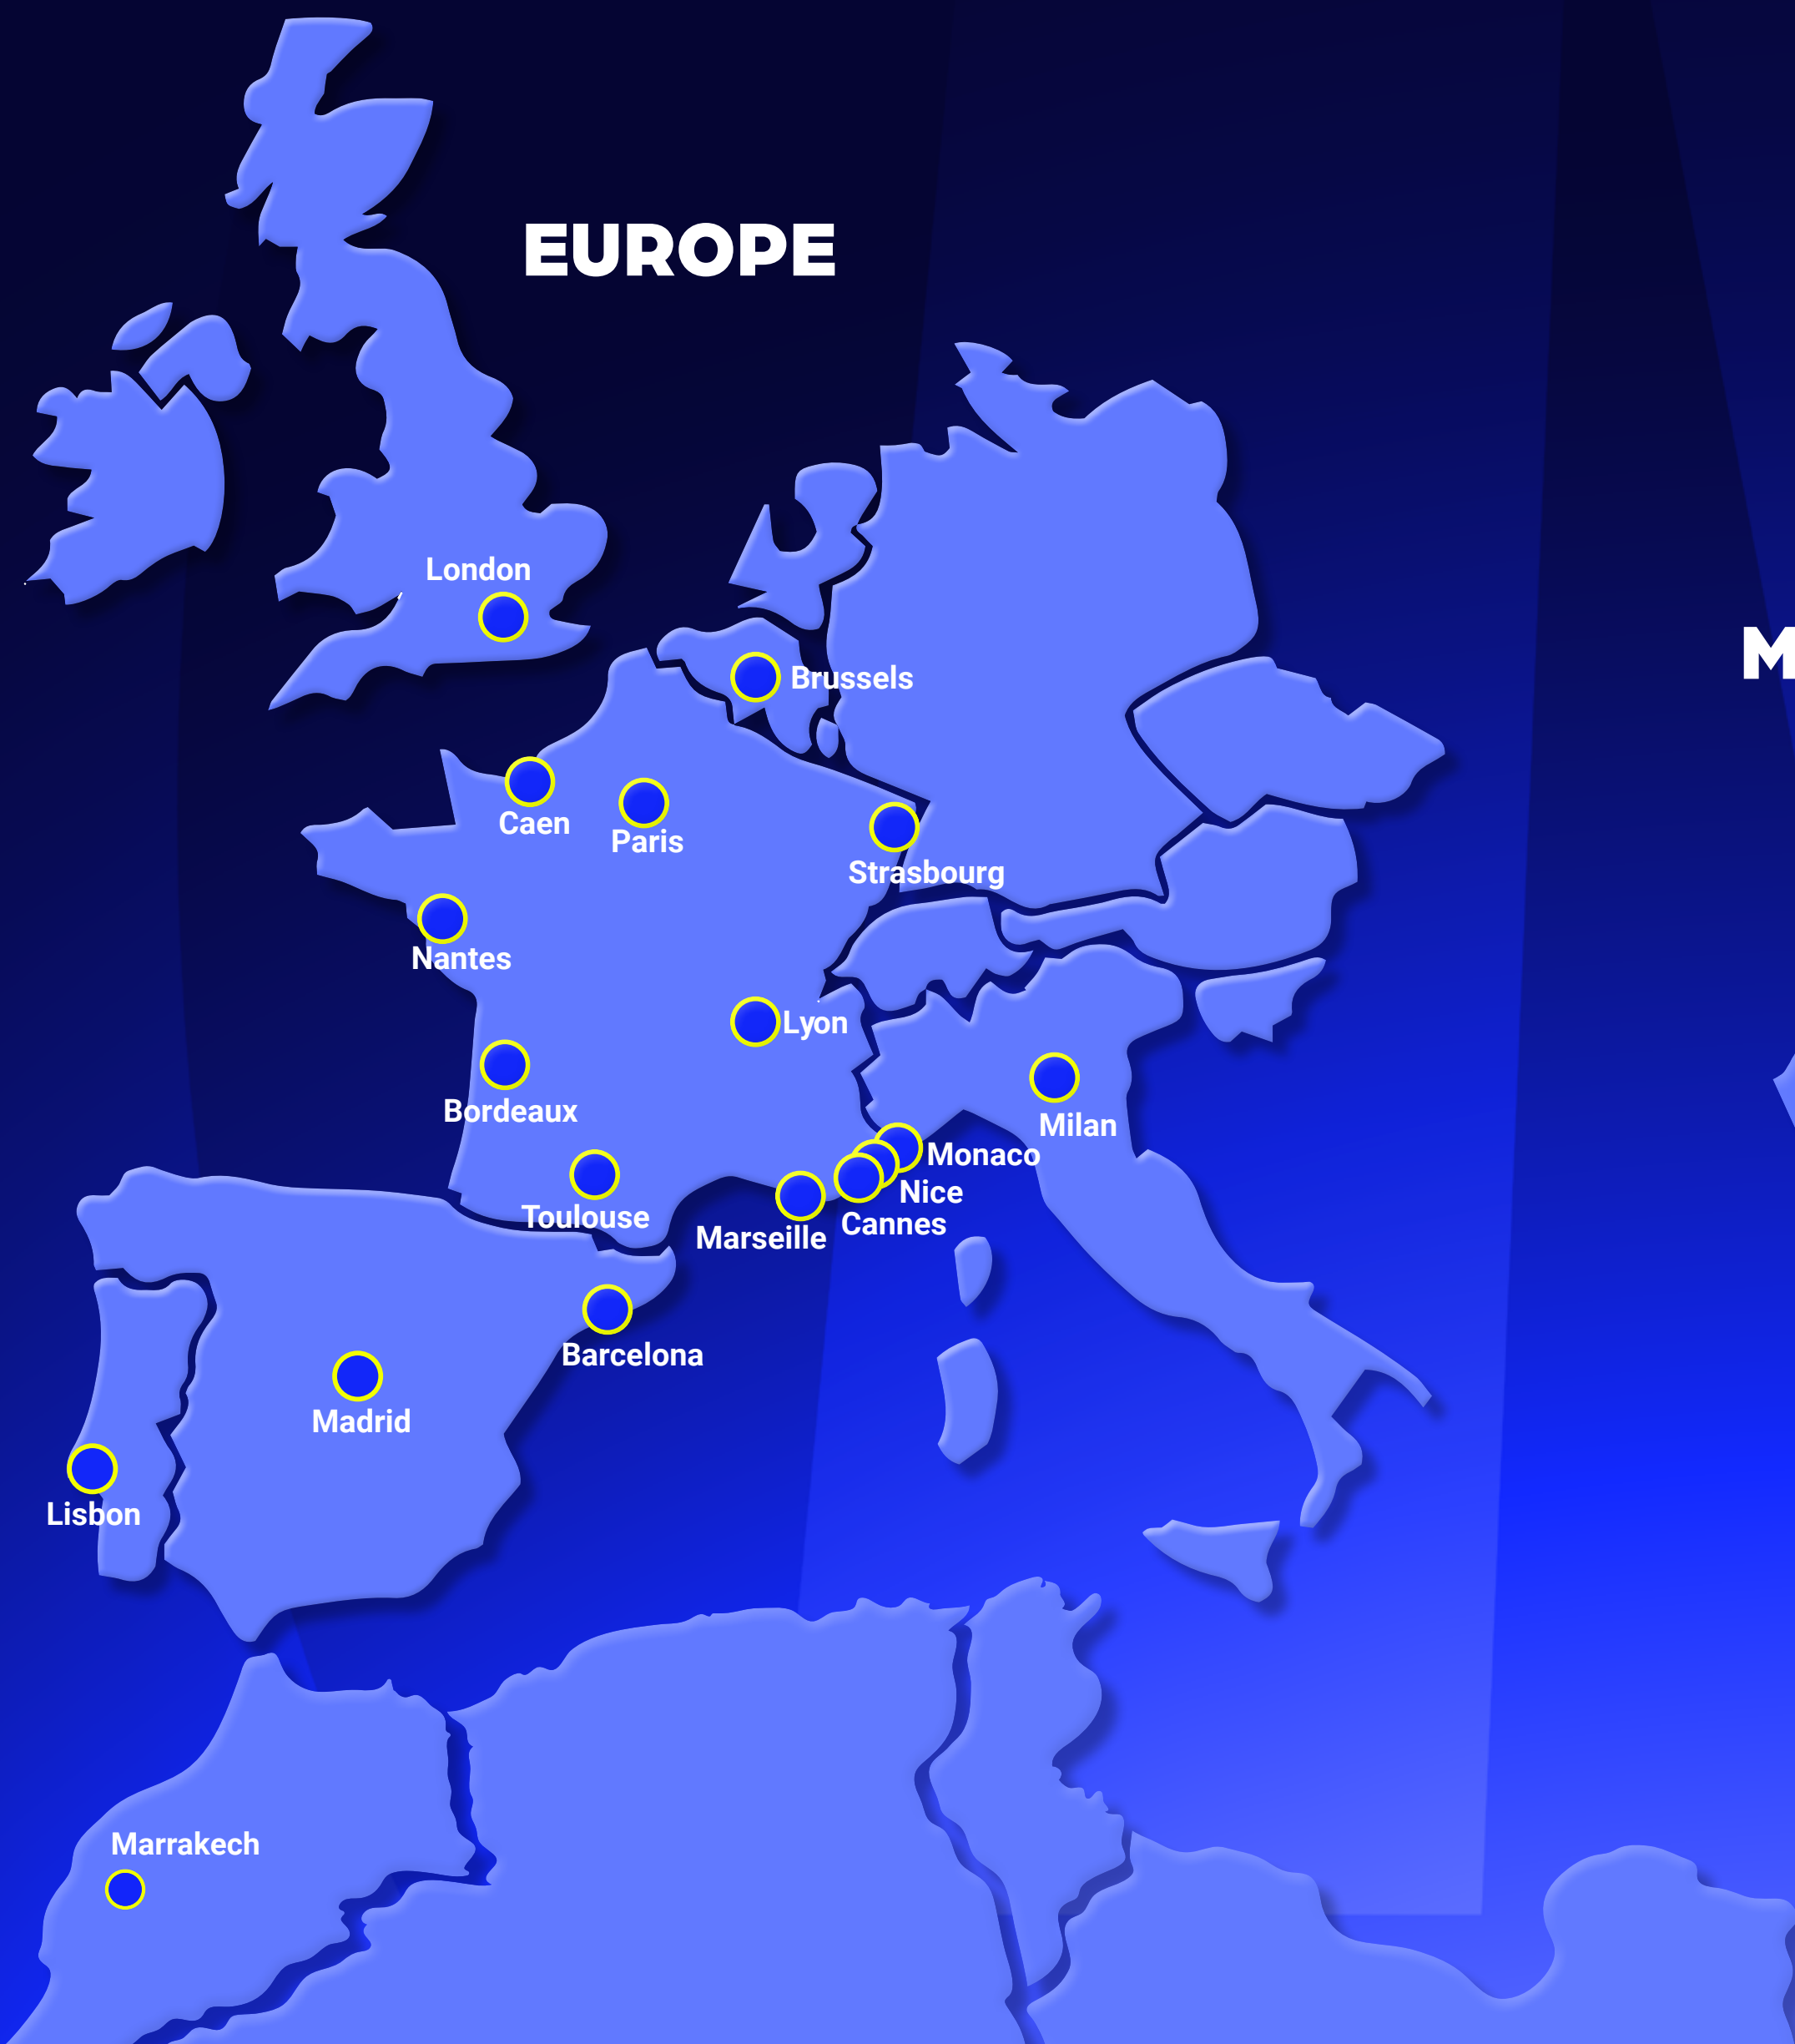 EUROPE
London
M
Brussels
Caen
Paris
Strasbourg
Nantes
Lyon
Bordeaux
Milan
Monaco
Nice
Toulouse
Cannes
Marseille
Barcelona
Madrid
Lisbon
Marrakech